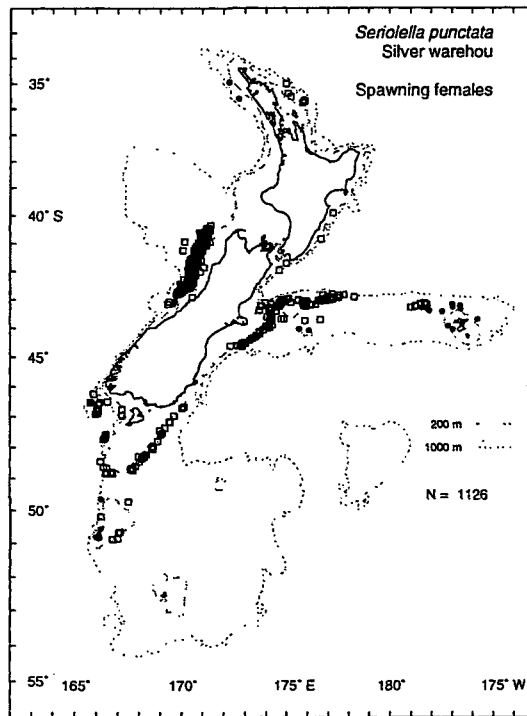 Seriolella punctata
Silver warehou
Spawning females
35°
40° S
45°
200 m
1000 m
N = 1126
50°
55°
165° 170° 175° E 180° 175° W